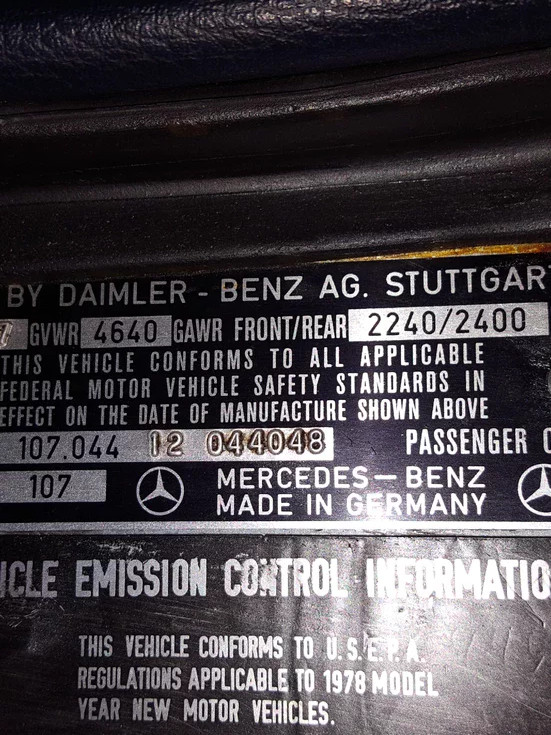 BY DAIMLER - BENZ AG. STUTTGAR
7 GVWR 4640 GAWR FRONT/REAR 2240/2400
THIS VEHICLE CONFORMS TO ALL APPLICABLE
FEDERAL MOTOR VEHICLE SAFETY STANDARDS IN
EFFECT ON THE DATE OF MANUFACTURE SHOWN ABOVE
107.044 12 044048 PASSENGER C
107 MERCEDES-BENZ
MADE IN GERMANY
ICLE EMISSION CONTROL INFORMATIO
THIS VEHICLE CONFORMS TO U.S.E.P.A.
REGULATIONS APPLICABLE TO 1978 MODEL
YEAR NEW MOTOR VEHICLES.